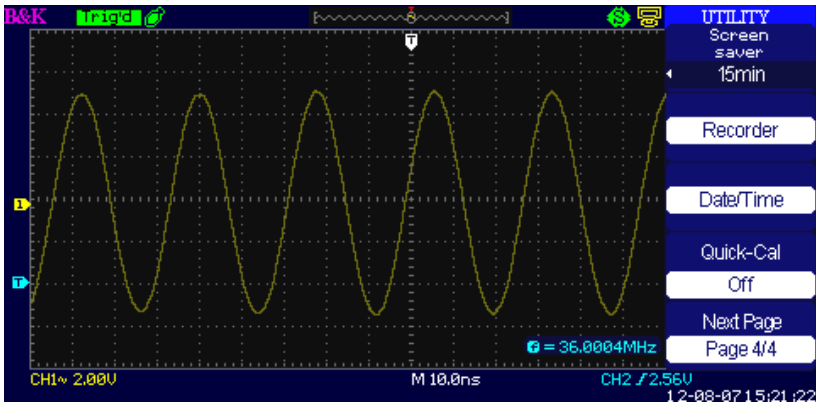 B&K Trig'd T S UTILITY
Screen
saver
15min
Recorder
Date/Time
Quick-Cal
Off
Next Page
Page 4/4
T
1
T
f = 36.0004MHz
CH1~ 2.00V M 10.0ns CH2 / 2.56V
12-08-07 15:21:22